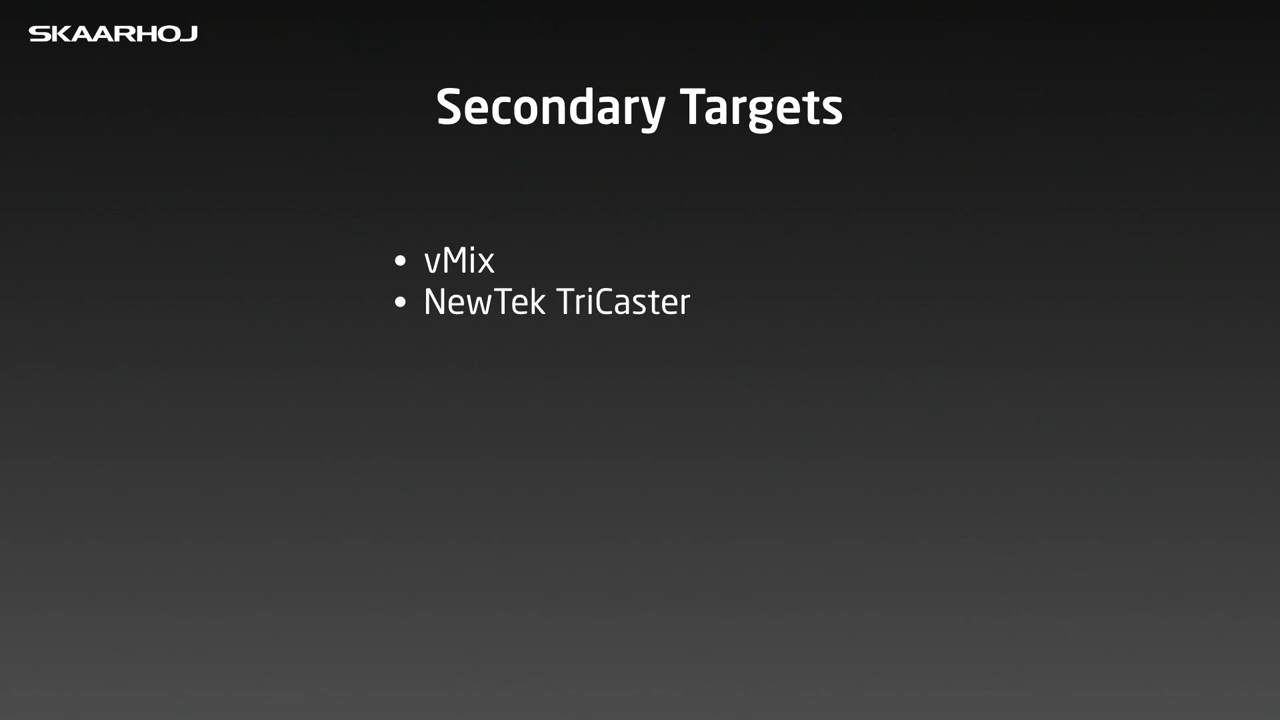 SKAARHOJ
Secondary Targets
• vMix
• NewTek TriCaster